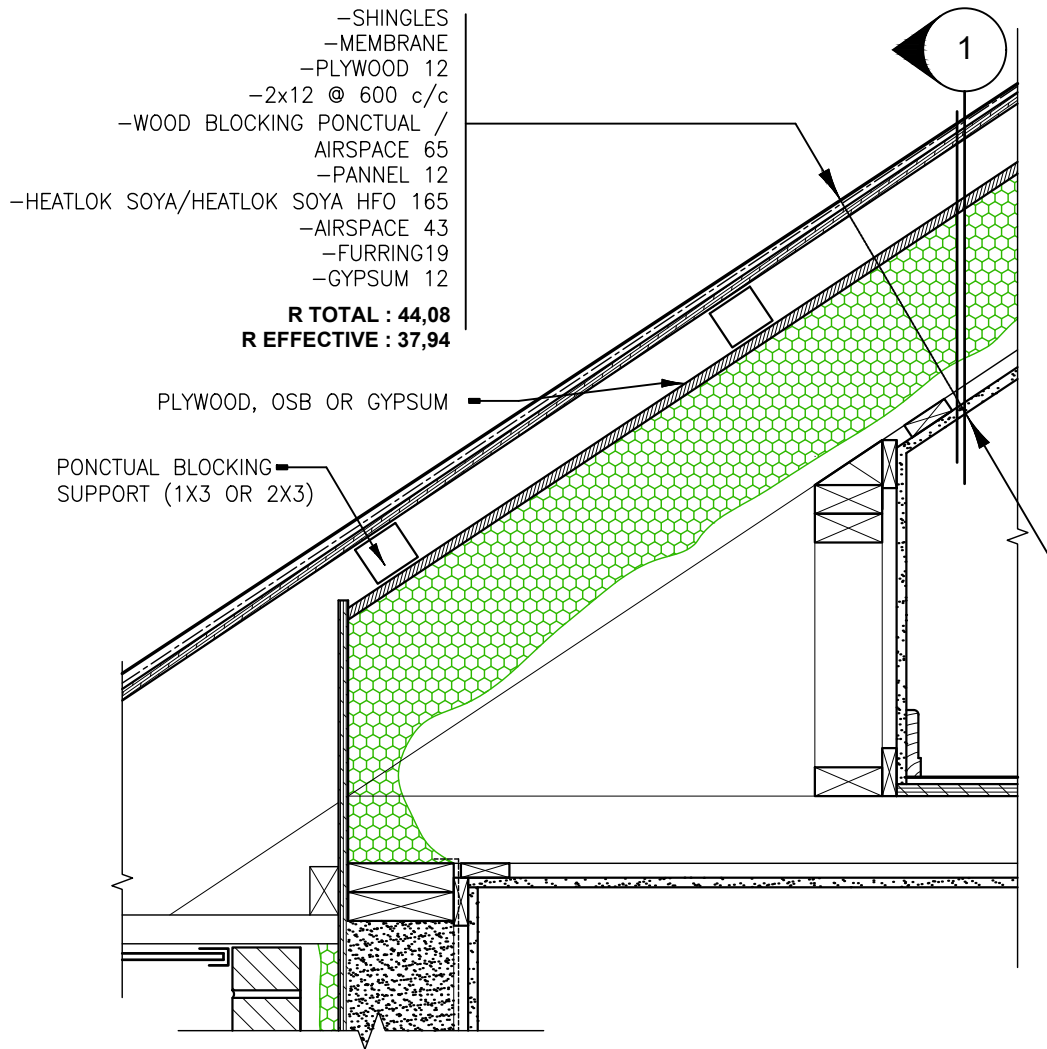 -SHINGLES
-MEMBRANE
-PLYWOOD 12
-2x12 @ 600 c/c
-WOOD BLOCKING PONCTUAL /
AIRSPACE 65
-PANNEL 12
-HEATLOK SOYA/HEATLOK SOYA HFO 165
-AIRSPACE 43
-FURRING19
-GYPSUM 12
R TOTAL : 44,08
R EFFECTIVE : 37,94
1
PLYWOOD, OSB OR GYPSUM
PONCTUAL BLOCKING
SUPPORT (1X3 OR 2X3)